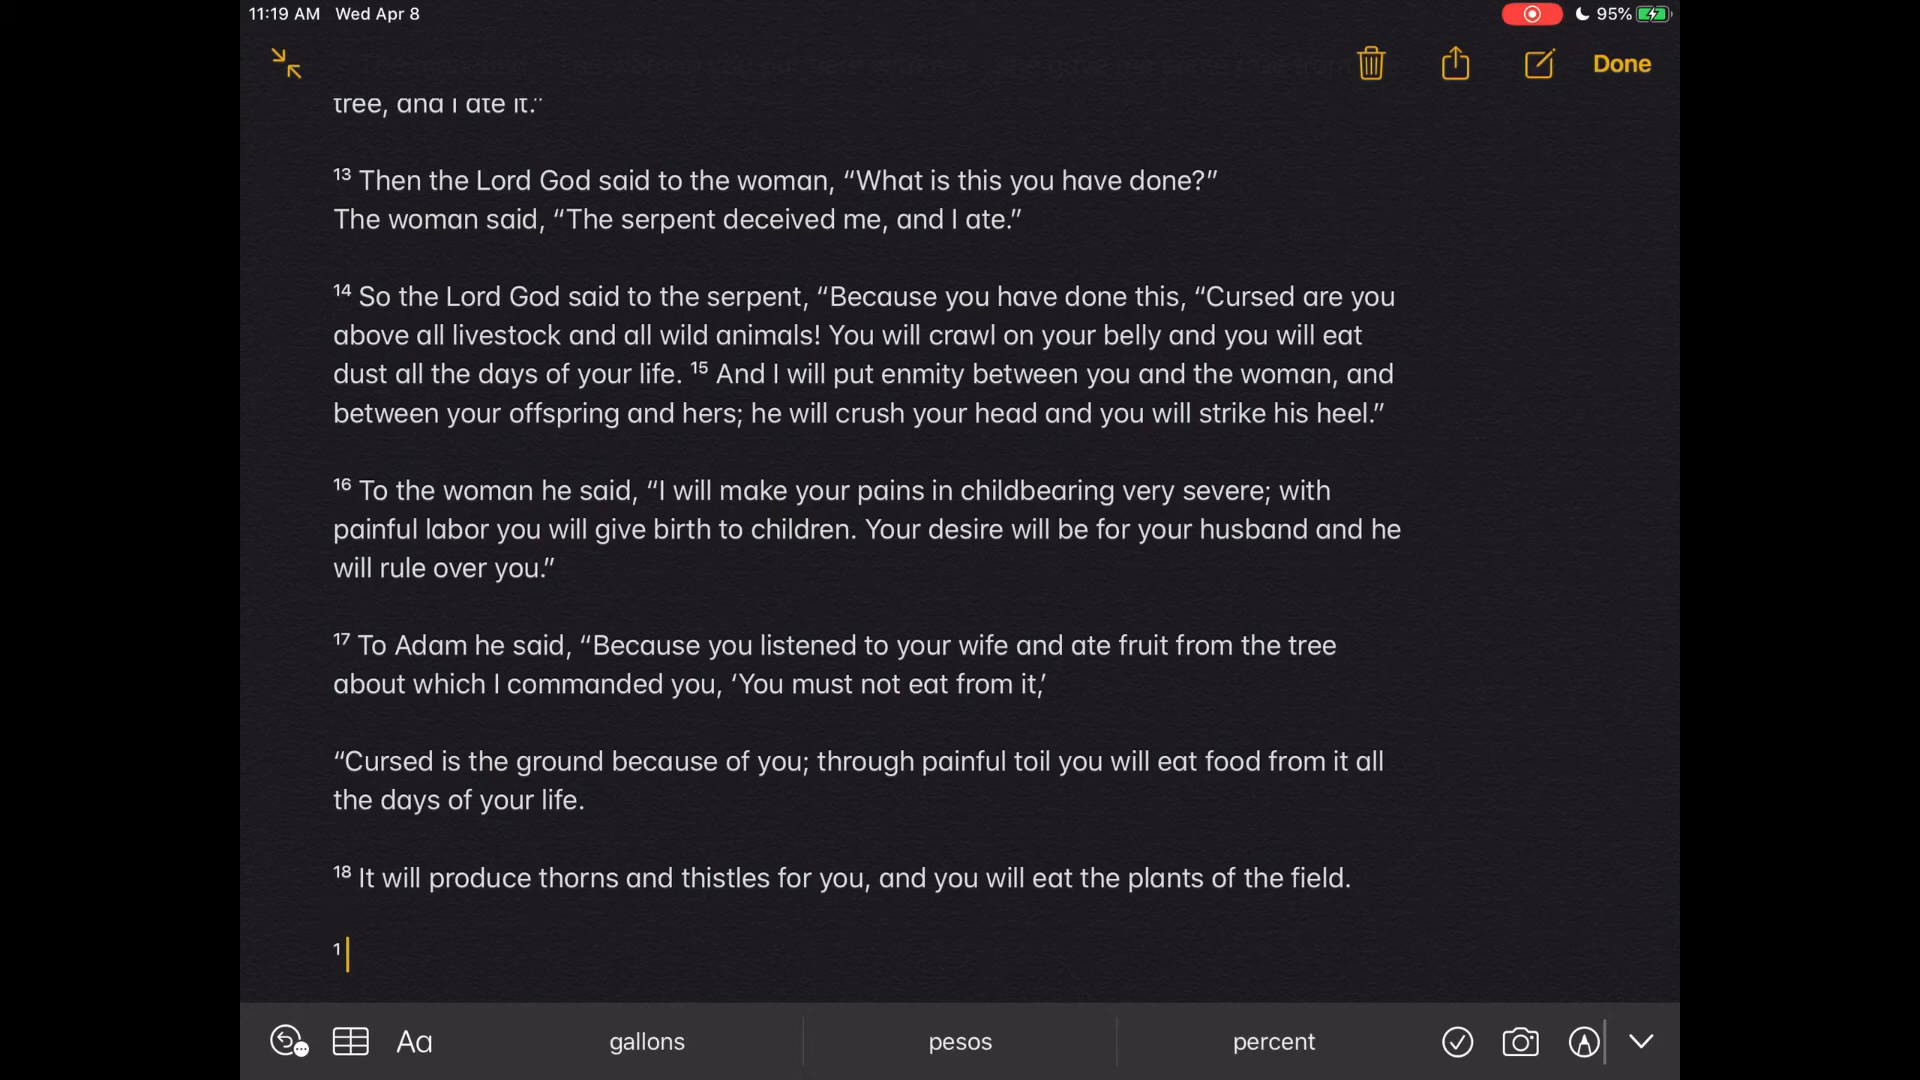 11:19 AM Wed Apr 8 95%
Done
tree, and I ate it.”
¹³ Then the Lord God said to the woman, “What is this you have done?”
The woman said, “The serpent deceived me, and I ate.”
¹⁴ So the Lord God said to the serpent, “Because you have done this, “Cursed are you
above all livestock and all wild animals! You will crawl on your belly and you will eat
dust all the days of your life. ¹⁵ And I will put enmity between you and the woman, and
between your offspring and hers; he will crush your head and you will strike his heel.”
¹⁶ To the woman he said, “I will make your pains in childbearing very severe; with
painful labor you will give birth to children. Your desire will be for your husband and he
will rule over you.”
¹⁷ To Adam he said, “Because you listened to your wife and ate fruit from the tree
about which I commanded you, ‘You must not eat from it,’
“Cursed is the ground because of you; through painful toil you will eat food from it all
the days of your life.
¹⁸ It will produce thorns and thistles for you, and you will eat the plants of the field.
¹
Aa gallons pesos percent